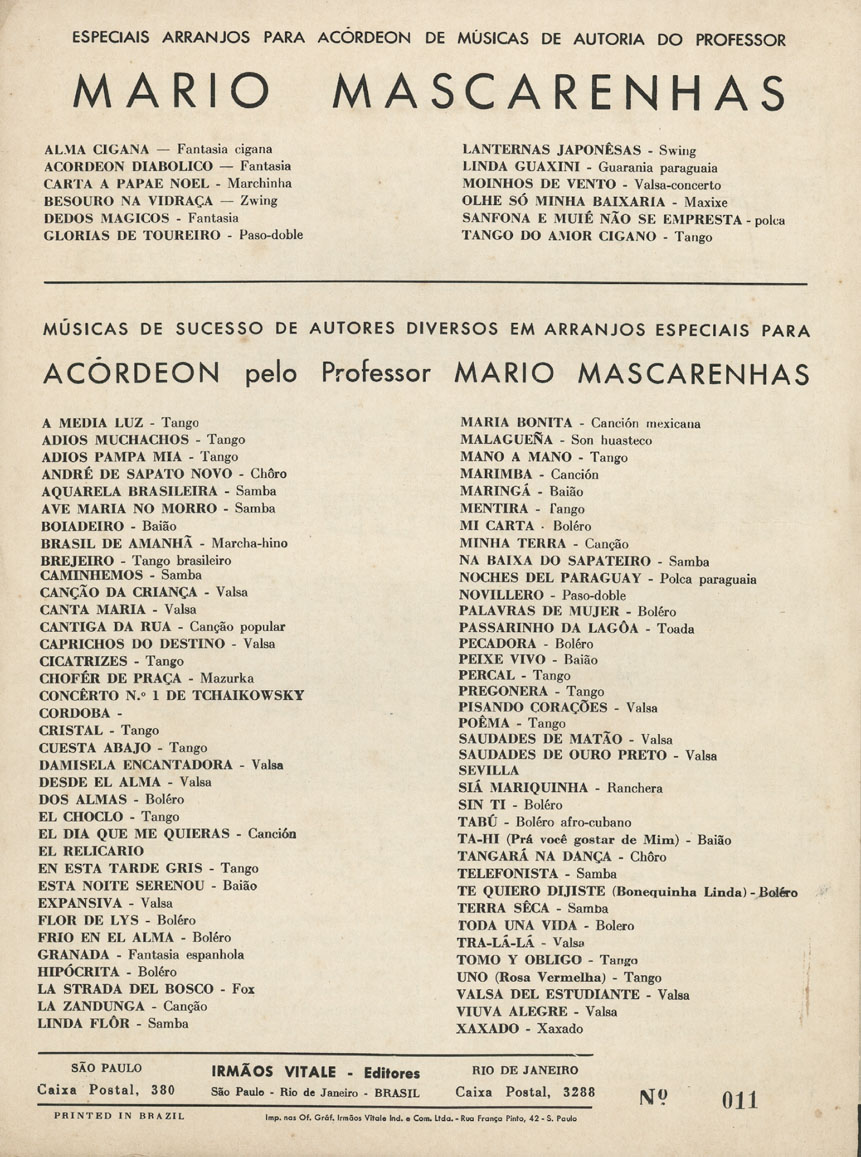 ESPECIAIS ARRANJOS PARA ACÓRDEON DE MÚSICAS DE AUTORIA DO PROFESSOR
MARIO MASCARENHAS
ALMA CIGANA — Fantasia cigana
ACORDEON DIABOLICO — Fantasia
CARTA A PAPAE NOEL - Marchinha
BESOURO NA VIDRAÇA — Zwing
DEDOS MAGICOS - Fantasia
GLORIAS DE TOUREIRO - Paso-doble
LANTERNAS JAPONÊSAS - Swing
LINDA GUAXINI - Guarania paraguaia
MOINHOS DE VENTO - Valsa-concerto
OLHE SÓ MINHA BAIXARIA - Maxixe
SANFONA E MUIÉ NÃO SE EMPRESTA - polca
TANGO DO AMOR CIGANO - Tango
MÚSICAS DE SUCESSO DE AUTORES DIVERSOS EM ARRANJOS ESPECIAIS PARA
ACÓRDEON pelo Professor MARIO MASCARENHAS
A MEDIA LUZ - Tango
ADIOS MUCHACHOS - Tango
ADIOS PAMPA MIA - Tango
ANDRÉ DE SAPATO NOVO - Chôro
AQUARELA BRASILEIRA - Samba
AVE MARIA NO MORRO - Samba
BOIADEIRO - Baião
BRASIL DE AMANHÃ - Marcha-hino
BREJEIRO - Tango brasileiro
CAMINHEMOS - Samba
CANÇÃO DA CRIANÇA - Valsa
CANTA MARIA - Valsa
CANTIGA DA RUA - Canção popular
CAPRICHOS DO DESTINO - Valsa
CICATRIZES - Tango
CHOFÉR DE PRAÇA - Mazurka
CONCÊRTO N.º 1 DE TCHAIKOWSKY
CORDOBA -
CRISTAL - Tango
CUESTA ABAJO - Tango
DAMISELA ENCANTADORA - Valsa
DESDE EL ALMA - Valsa
DOS ALMAS - Boléro
EL CHOCLO - Tango
EL DIA QUE ME QUIERAS - Canción
EL RELICARIO
EN ESTA TARDE GRIS - Tango
ESTA NOITE SERENOU - Baião
EXPANSIVA - Valsa
FLOR DE LYS - Boléro
FRIO EN EL ALMA - Boléro
GRANADA - Fantasia espanhola
HIPÓCRITA - Boléro
LA STRADA DEL BOSCO - Fox
LA ZANDUNGA - Canção
LINDA FLÔR - Samba
MARIA BONITA - Canción mexicana
MALAGUEÑA - Son huasteco
MANO A MANO - Tango
MARIMBA - Canción
MARINGÁ - Baião
MENTIRA - Tango
MI CARTA - Boléro
MINHA TERRA - Canção
NA BAIXA DO SAPATEIRO - Samba
NOCHES DEL PARAGUAY - Polca paraguaia
NOVILLERO - Paso-doble
PALAVRAS DE MUJER - Boléro
PASSARINHO DA LAGÔA - Toada
PECADORA - Boléro
PEIXE VIVO - Baião
PERCAL - Tango
PREGONERA - Tango
PISANDO CORAÇÕES - Valsa
POÊMA - Tango
SAUDADES DE MATÃO - Valsa
SAUDADES DE OURO PRETO - Valsa
SEVILLA
SIÁ MARIQUINHA - Ranchera
SIN TI - Boléro
TABÚ - Boléro afro-cubano
TA-HI (Prá você gostar de Mim) - Baião
TANGARÁ NA DANÇA - Chôro
TELEFONISTA - Samba
TE QUIERO DIJISTE (Bonequinha Linda) - Boléro
TERRA SÊCA - Samba
TODA UNA VIDA - Bolero
TRA-LÁ-LÁ - Valsa
TOMO Y OBLIGO - Tango
UNO (Rosa Vermelha) - Tango
VALSA DEL ESTUDIANTE - Valsa
VIUVA ALEGRE - Valsa
XAXADO - Xaxado
SÃO PAULO
Caixa Postal, 380
IRMÃOS VITALE - Editores
São Paulo - Rio de Janeiro - BRASIL
RIO DE JANEIRO
Caixa Postal, 3288
Nº 011
PRINTED IN BRAZIL
Imp. nas Of. Gráf. Irmãos Vitale Ind. e Com. Ltda. - Rua França Pinto, 42 - S. Paulo